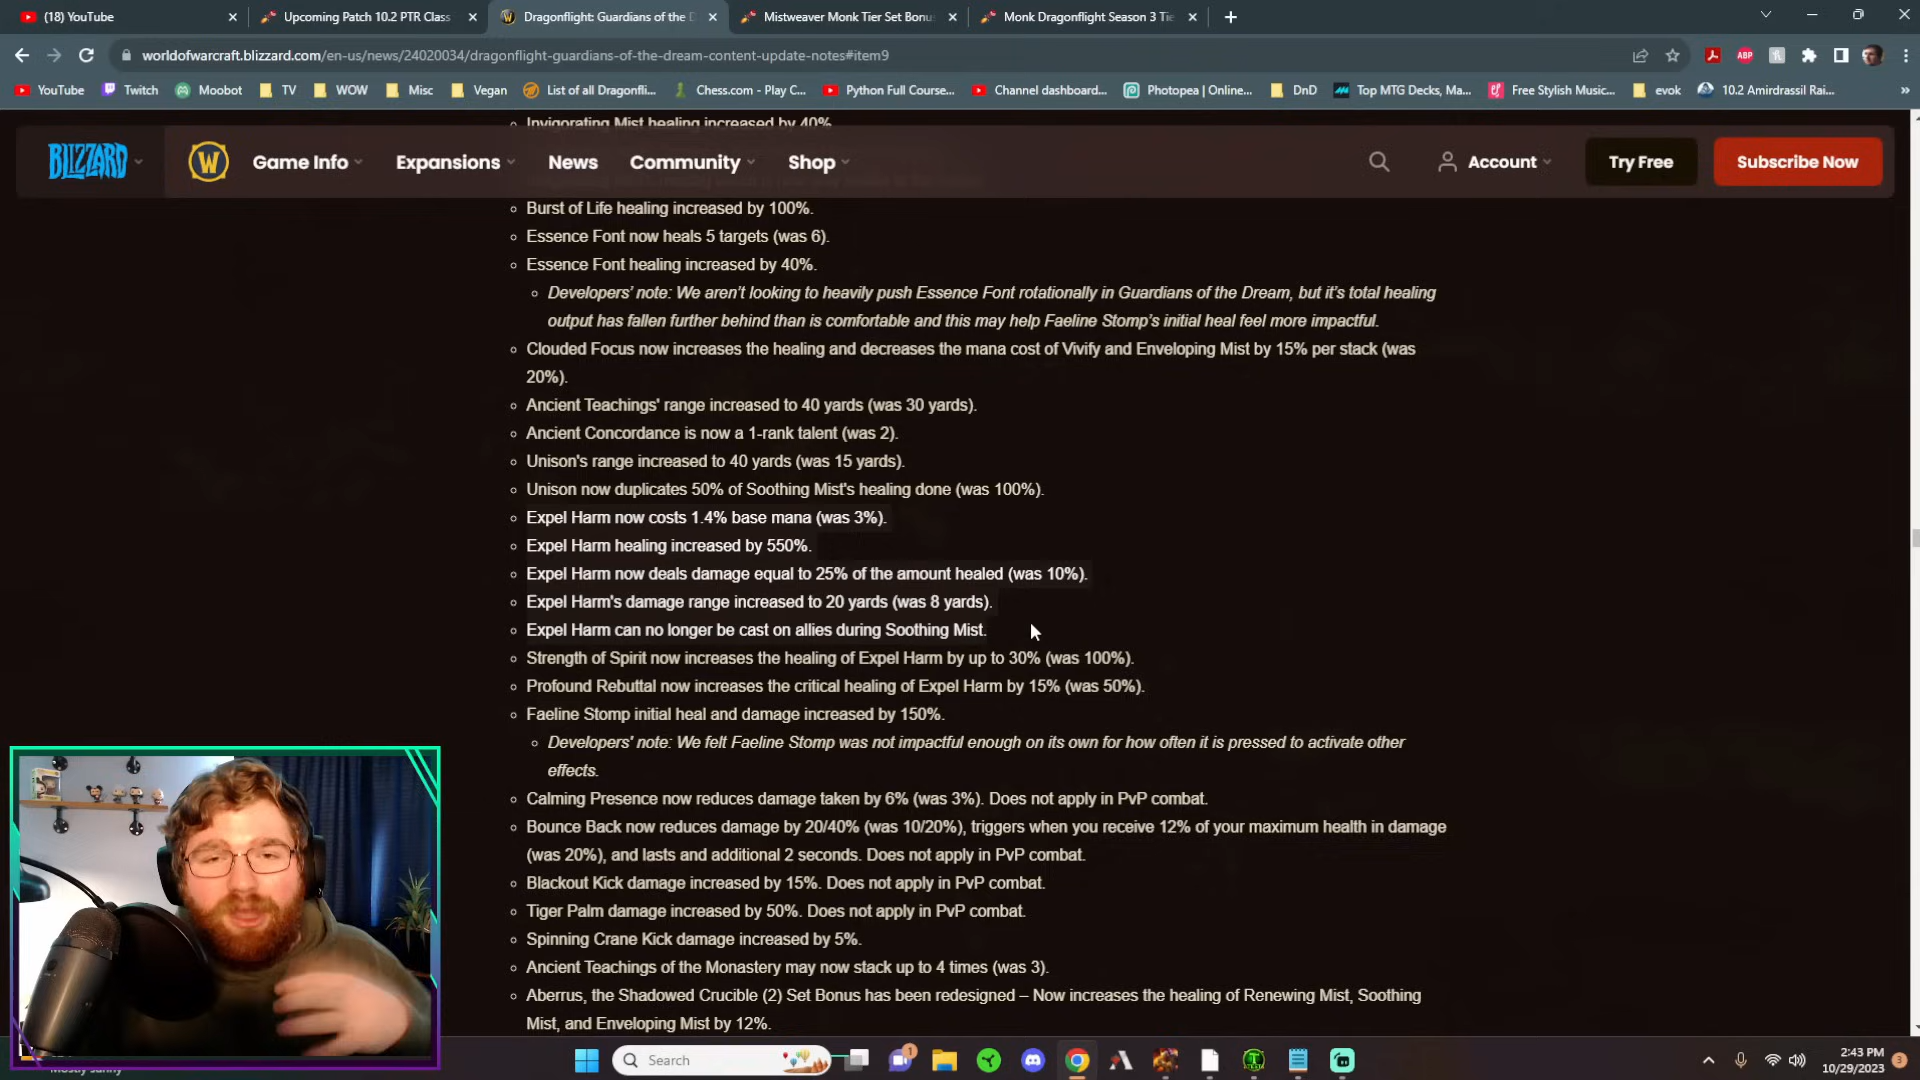 (18) YouTube
Upcoming Patch 10.2 PTR Class
Dragonflight: Guardians of the D
Mistweaver Monk Tier Set Bonu
Monk Dragonflight Season 3 Tie
worldofwarcraft.blizzard.com/en-us/news/24020034/dragonflight-guardians-of-the-dream-content-update-notes#item9
ABP
YouTube
Twitch
Moobot
TV
WOW
Misc
Vegan
List of all Dragonfli...
Chess.com - Play C...
Python Full Course...
Channel dashboard...
Photopea | Online...
DnD
Top MTG Decks, Ma...
Free Stylish Music...
evok
10.2 Amirdrassil Rai...
Invigorating Mist healing increased by 40%.
BLIZZARD
W
Game Info
Expansions
News
Community
Shop
Account
Try Free
Subscribe Now
Burst of Life healing increased by 100%.
Essence Font now heals 5 targets (was 6).
Essence Font healing increased by 40%.
Developers' note: We aren't looking to heavily push Essence Font rotationally in Guardians of the Dream, but it's total healing
output has fallen further behind than is comfortable and this may help Faeline Stomp's initial heal feel more impactful.
Clouded Focus now increases the healing and decreases the mana cost of Vivify and Enveloping Mist by 15% per stack (was
20%).
Ancient Teachings' range increased to 40 yards (was 30 yards).
Ancient Concordance is now a 1-rank talent (was 2).
Unison's range increased to 40 yards (was 15 yards).
Unison now duplicates 50% of Soothing Mist's healing done (was 100%).
Expel Harm now costs 1.4% base mana (was 3%).
Expel Harm healing increased by 550%.
Expel Harm now deals damage equal to 25% of the amount healed (was 10%).
Expel Harm's damage range increased to 20 yards (was 8 yards).
Expel Harm can no longer be cast on allies during Soothing Mist.
Strength of Spirit now increases the healing of Expel Harm by up to 30% (was 100%).
Profound Rebuttal now increases the critical healing of Expel Harm by 15% (was 50%).
Faeline Stomp initial heal and damage increased by 150%.
Developers' note: We felt Faeline Stomp was not impactful enough on its own for how often it is pressed to activate other
effects.
Calming Presence now reduces damage taken by 6% (was 3%). Does not apply in PvP combat.
Bounce Back now reduces damage by 20/40% (was 10/20%), triggers when you receive 12% of your maximum health in damage
(was 20%), and lasts and additional 2 seconds. Does not apply in PvP combat.
Blackout Kick damage increased by 15%. Does not apply in PvP combat.
Tiger Palm damage increased by 50%. Does not apply in PvP combat.
Spinning Crane Kick damage increased by 5%.
Ancient Teachings of the Monastery may now stack up to 4 times (was 3).
Aberrus, the Shadowed Crucible (2) Set Bonus has been redesigned – Now increases the healing of Renewing Mist, Soothing
Mist, and Enveloping Mist by 12%.
Mostly sunny
Search
1
2:43 PM
10/29/2023
3